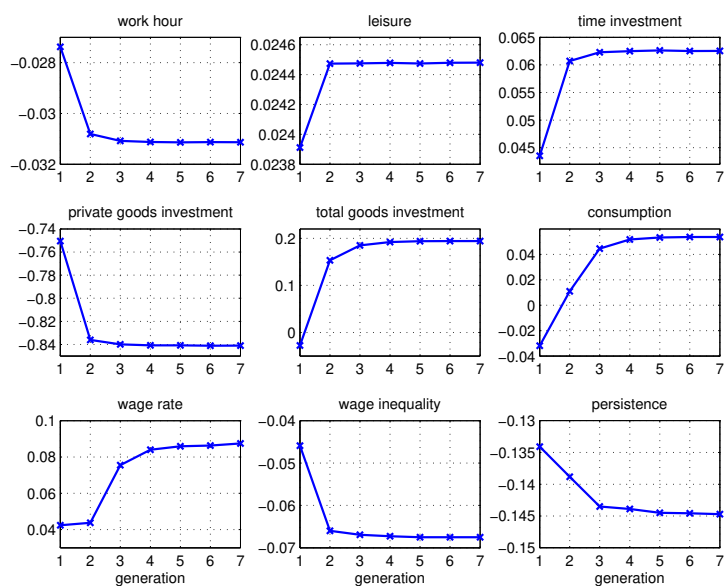 work hour
−0.028
−0.03
−0.032
1 2 3 4 5 6 7
leisure
0.0246
0.0244
0.0242
0.024
0.0238
1 2 3 4 5 6 7
time investment
0.065
0.06
0.055
0.05
0.045
1 2 3 4 5 6 7
private goods investment
−0.74
−0.76
−0.78
−0.8
−0.82
−0.84
1 2 3 4 5 6 7
total goods investment
0.2
0.1
0
1 2 3 4 5 6 7
consumption
0.04
0.02
0
−0.02
−0.04
1 2 3 4 5 6 7
wage rate
0.1
0.08
0.06
0.04
1 2 3 4 5 6 7
generation
wage inequality
−0.04
−0.05
−0.06
−0.07
1 2 3 4 5 6 7
generation
persistence
−0.13
−0.135
−0.14
−0.145
−0.15
1 2 3 4 5 6 7
generation